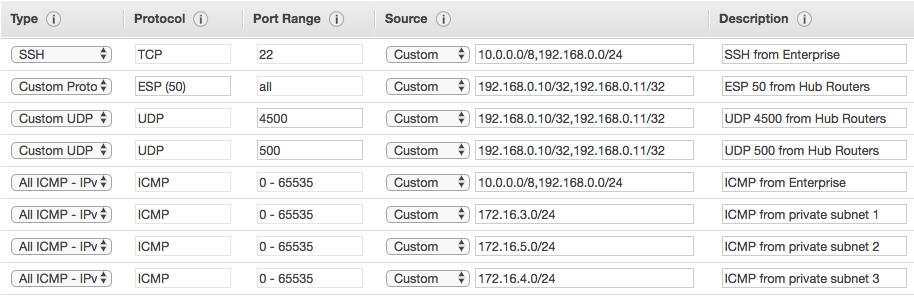 Type i Protocol i Port Range i Source i Description i
SSH TCP 22 Custom 10.0.0.0/8,192.168.0.0/24 SSH from Enterprise
Custom Proto ESP (50) all Custom 192.168.0.10/32,192.168.0.11/32 ESP 50 from Hub Routers
Custom UDP UDP 4500 Custom 192.168.0.10/32,192.168.0.11/32 UDP 4500 from Hub Routers
Custom UDP UDP 500 Custom 192.168.0.10/32,192.168.0.11/32 UDP 500 from Hub Routers
All ICMP - IPv ICMP 0 - 65535 Custom 10.0.0.0/8,192.168.0.0/24 ICMP from Enterprise
All ICMP - IPv ICMP 0 - 65535 Custom 172.16.3.0/24 ICMP from private subnet 1
All ICMP - IPv ICMP 0 - 65535 Custom 172.16.5.0/24 ICMP from private subnet 2
All ICMP - IPv ICMP 0 - 65535 Custom 172.16.4.0/24 ICMP from private subnet 3